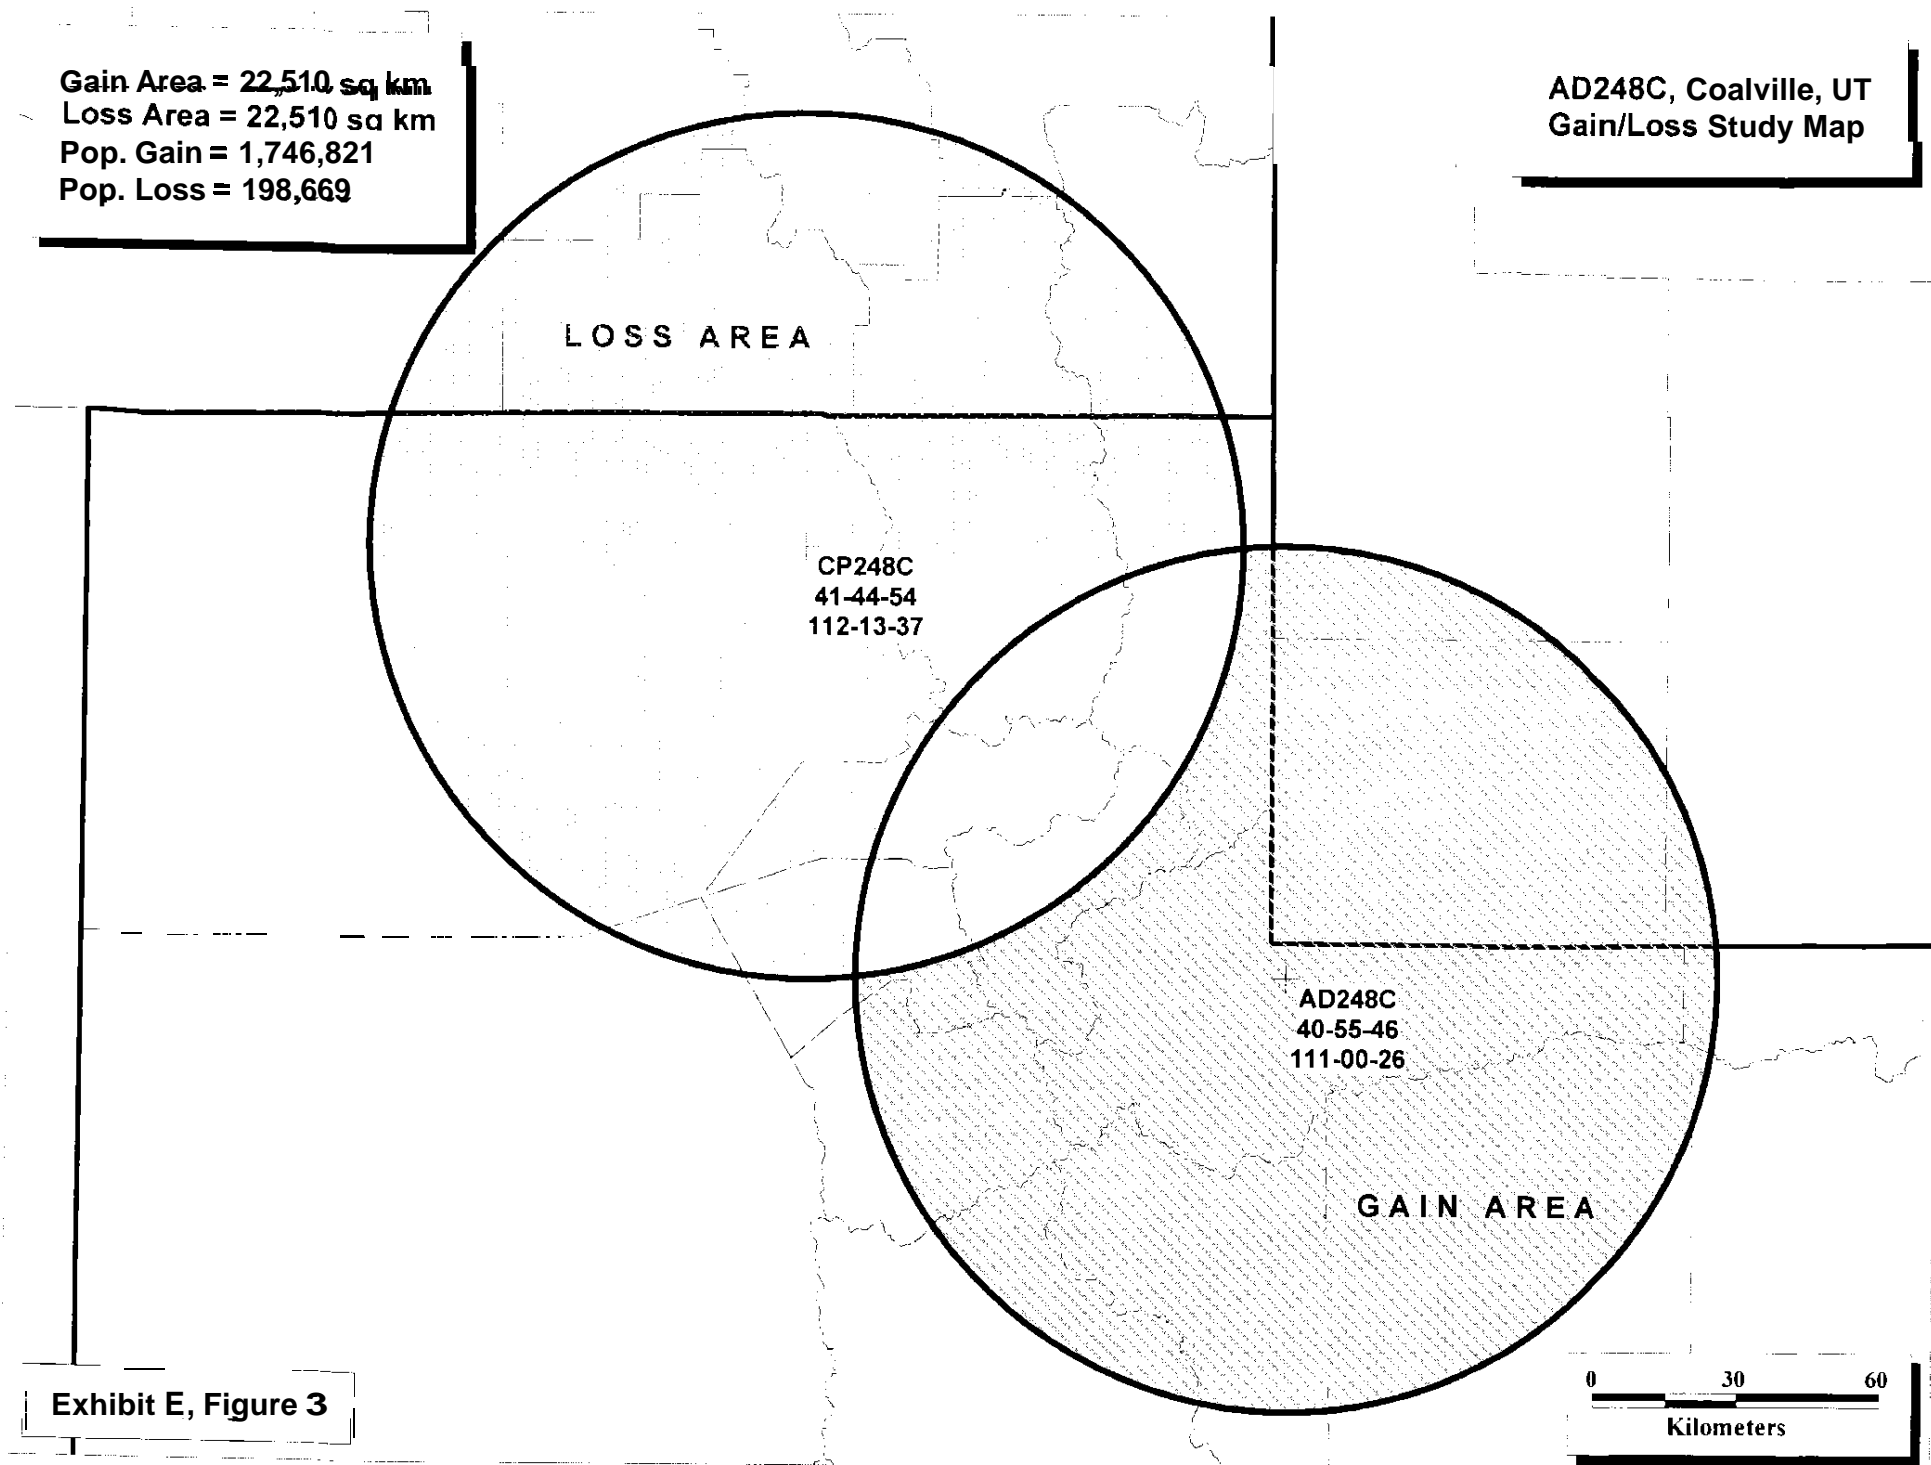 Gain Area = 22,510 sq km
Loss Area = 22,510 sq km
Pop. Gain = 1,746,821
Pop. Loss = 198,669
AD248C, Coalville, UT
Gain/Loss Study Map
LOSS AREA
CP248C
41-44-54
112-13-37
AD248C
40-55-46
111-00-26
GAIN AREA
Exhibit E, Figure 3
0 30 60
Kilometers